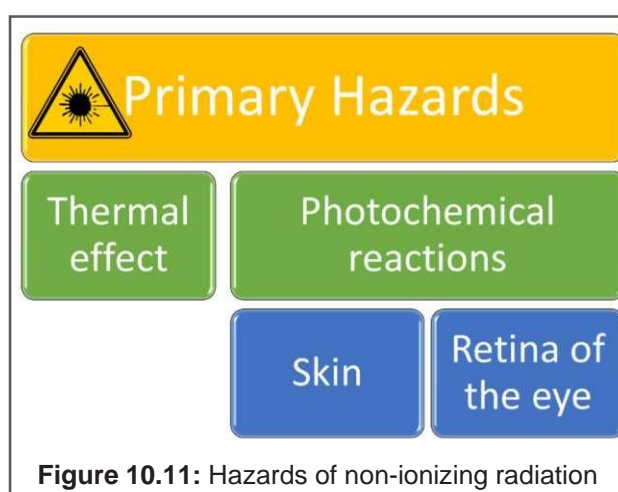 Primary Hazards
Thermal
effect
Photochemical
reactions
Skin
Retina of
the eye
Figure 10.11: Hazards of non-ionizing radiation